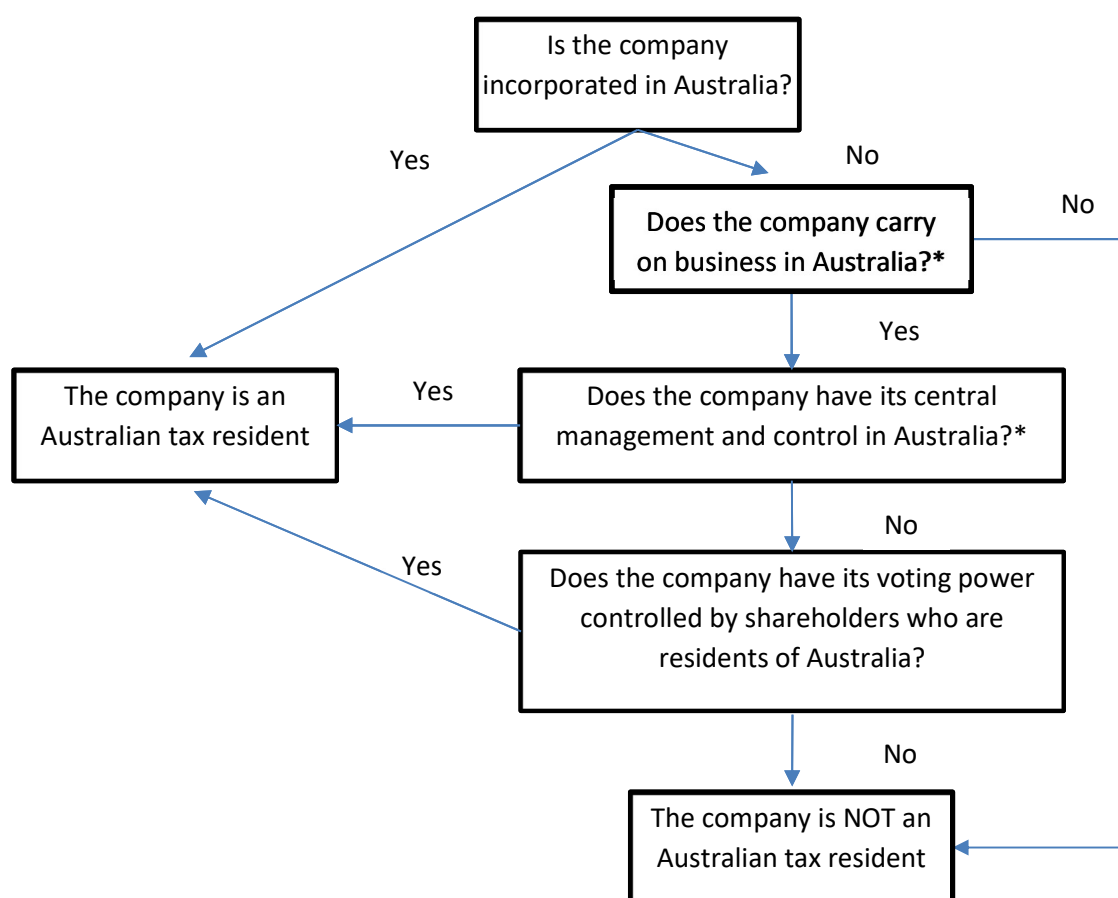 Is the company
incorporated in Australia?
Yes
No
Does the company carry
on business in Australia?*
No
Yes
The company is an
Australian tax resident
Yes
Does the company have its central
management and control in Australia?*
No
Yes
Does the company have its voting power
controlled by shareholders who are
residents of Australia?
No
The company is NOT an
Australian tax resident